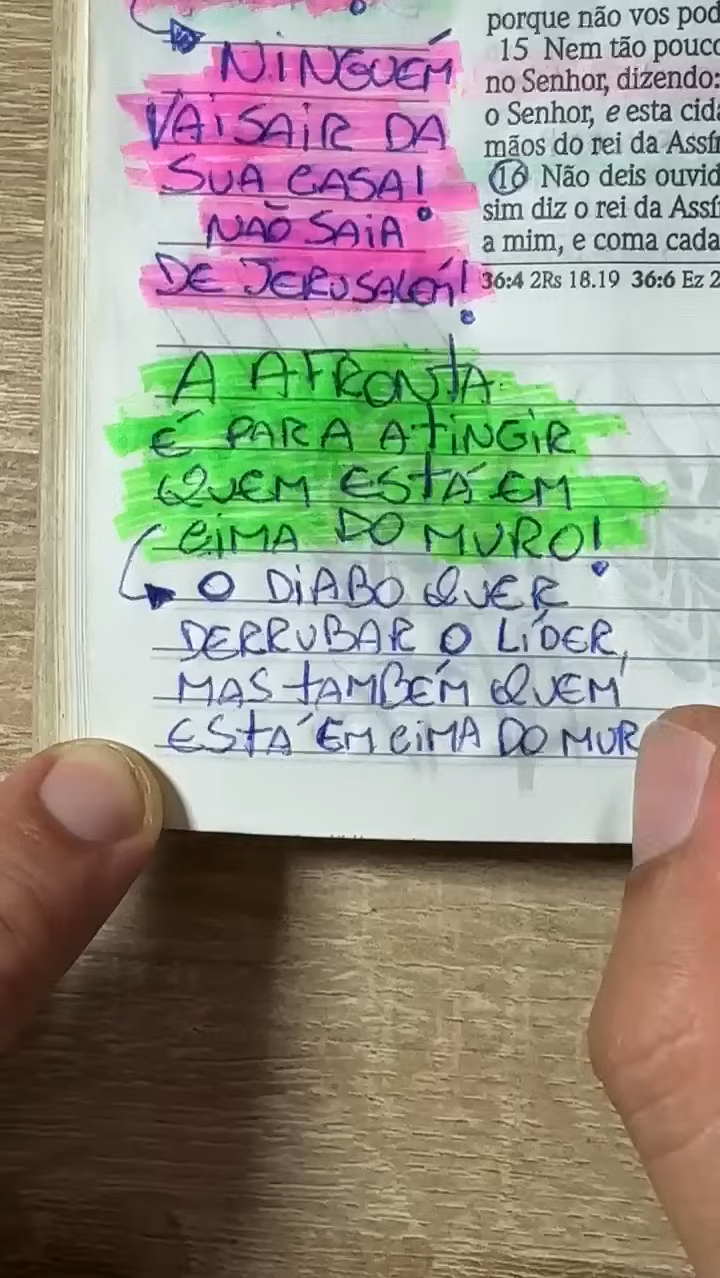 NINGUÉM
VAI SAIR DA
SUA CASA!
NÃO SAIA
DE JERUSALÉM!
A AFRONTA
É PARA ATINGIR
QUEM ESTÁ EM
CIMA DO MURO!
O DIABO QUER
DERRUBAR O LÍDER,
MAS TAMBÉM QUEM
ESTÁ EM CIMA DO MUR
porque não vos pod
15 Nem tão pouco
no Senhor, dizendo:
o Senhor, e esta cida
mãos do rei da Assír
16 Não deis ouvid
sim diz o rei da Assí
a mim, e coma cada
36:4 2Rs 18.19 36:6 Ez 2